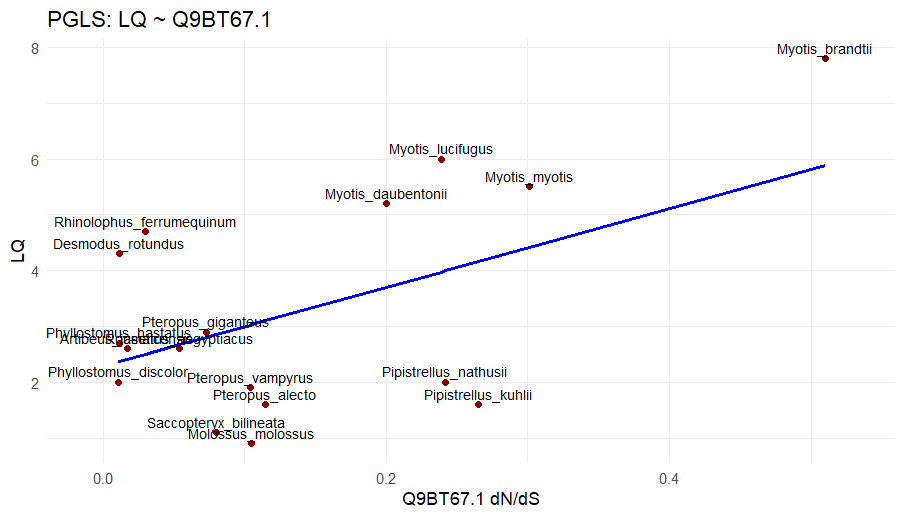 PGLS: LQ ~ Q9BT67.1
8
Myotis_brandtii
Myotis_lucifugus
6
Myotis_myotis
Myotis_daubentonii
Rhinolophus_ferrumequinum
Desmodus_rotundus
LQ
4
Pteropus_giganteus
Phyllostomus_hastatus
Phyllostomus_discolor
Pteropus_vampyrus
Pipistrellus_nathusii
2
Pteropus_alecto
Pipistrellus_kuhlii
Saccopteryx_bilineata
Molossus_molossus
0.0
0.2
0.4
Q9BT67.1 dN/dS